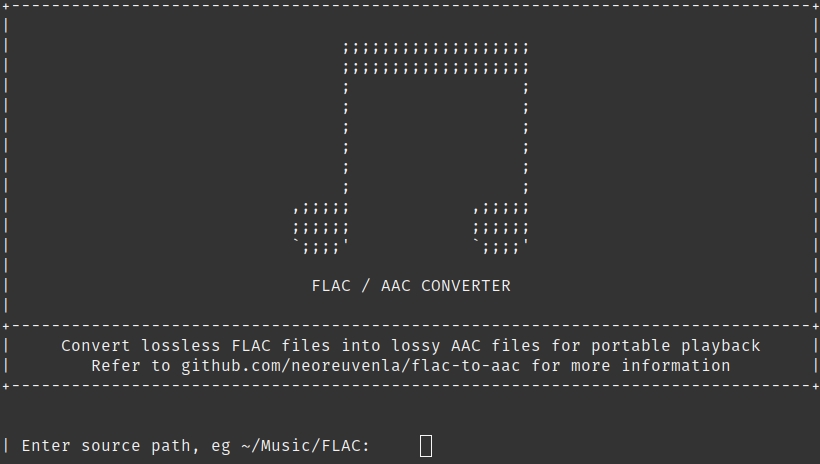 FLAC / AAC CONVERTER
Convert lossless FLAC files into lossy AAC files for portable playback
Refer to github.com/neoreuvenla/flac-to-aac for more information
| Enter source path, eg ~/Music/FLAC: